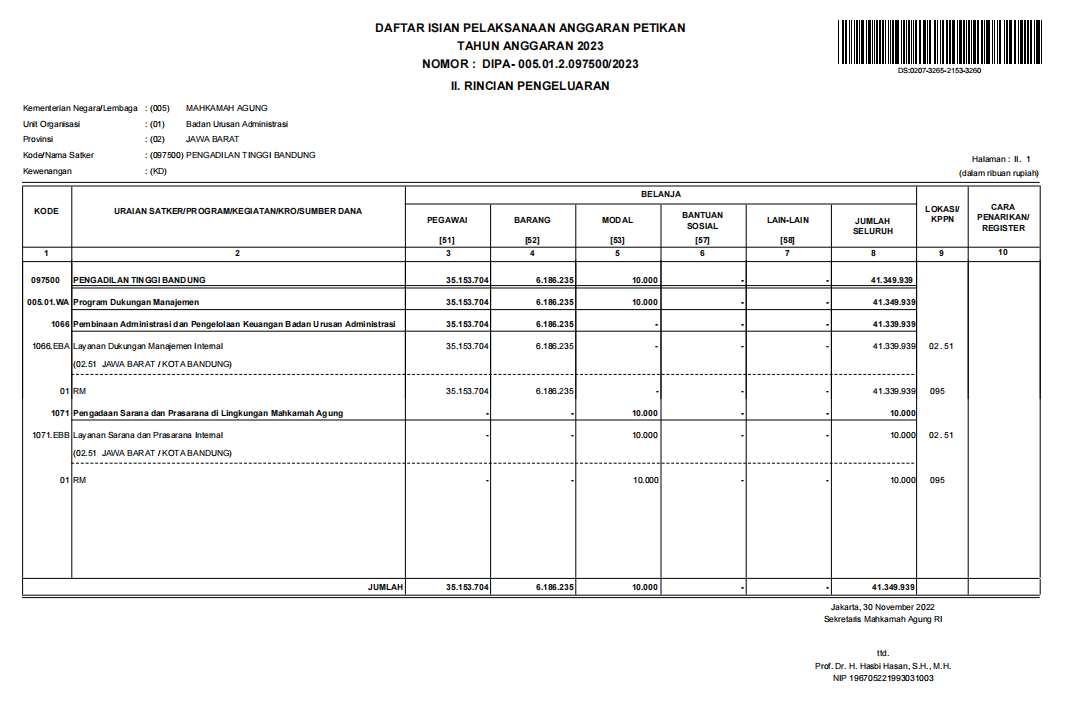 DAFTAR ISIAN PELAKSANAAN ANGGARAN PETIKAN
TAHUN ANGGARAN 2023
NOMOR : DIPA- 005.01.2.097500/2023
II. RINCIAN PENGELUARAN
DS:0207-3265-2153-3260
Kementerian Negara/Lembaga : (005) MAHKAMAH AGUNG
Unit Organisasi : (01) Badan Urusan Administrasi
Provinsi : (02) JAWA BARAT
Kode/Nama Satker : (097500) PENGADILAN TINGGI BANDUNG
Kewenangan : (KD)
Halaman : II. 1
(dalam ribuan rupiah)
KODE URAIAN SATKER/PROGRAM/KEGIATAN/KRO/SUMBER DANA BELANJA LOKASI/ KPPN CARA PENARIKAN/ REGISTER
PEGAWAI BARANG MODAL BANTUAN SOSIAL LAIN-LAIN JUMLAH SELURUH
[51] [52] [53] [57] [58]
1 2 3 4 5 6 7 8 9 10
097500 PENGADILAN TINGGI BANDUNG 35.153.704 6.186.235 10.000 - - 41.349.939
005.01.WA Program Dukungan Manajemen 35.153.704 6.186.235 10.000 - - 41.349.939
1066 Pembinaan Administrasi dan Pengelolaan Keuangan Badan Urusan Administrasi 35.153.704 6.186.235 - - - 41.339.939
1066.EBA Layanan Dukungan Manajemen Internal 35.153.704 6.186.235 - - - 41.339.939 02.51
(02.51 JAWA BARAT / KOTA BANDUNG)
01 RM 35.153.704 6.186.235 - - - 41.339.939 095
1071 Pengadaan Sarana dan Prasarana di Lingkungan Mahkamah Agung - - 10.000 - - 10.000
1071.EBB Layanan Sarana dan Prasarana Internal - - 10.000 - - 10.000 02.51
(02.51 JAWA BARAT / KOTA BANDUNG)
01 RM - - 10.000 - - 10.000 095
JUMLAH 35.153.704 6.186.235 10.000 - - 41.349.939
Jakarta, 30 November 2022
Sekretaris Mahkamah Agung RI
ttd.
Prof. Dr. H. Hasbi Hasan, S.H., M.H.
NIP 196705221993031003